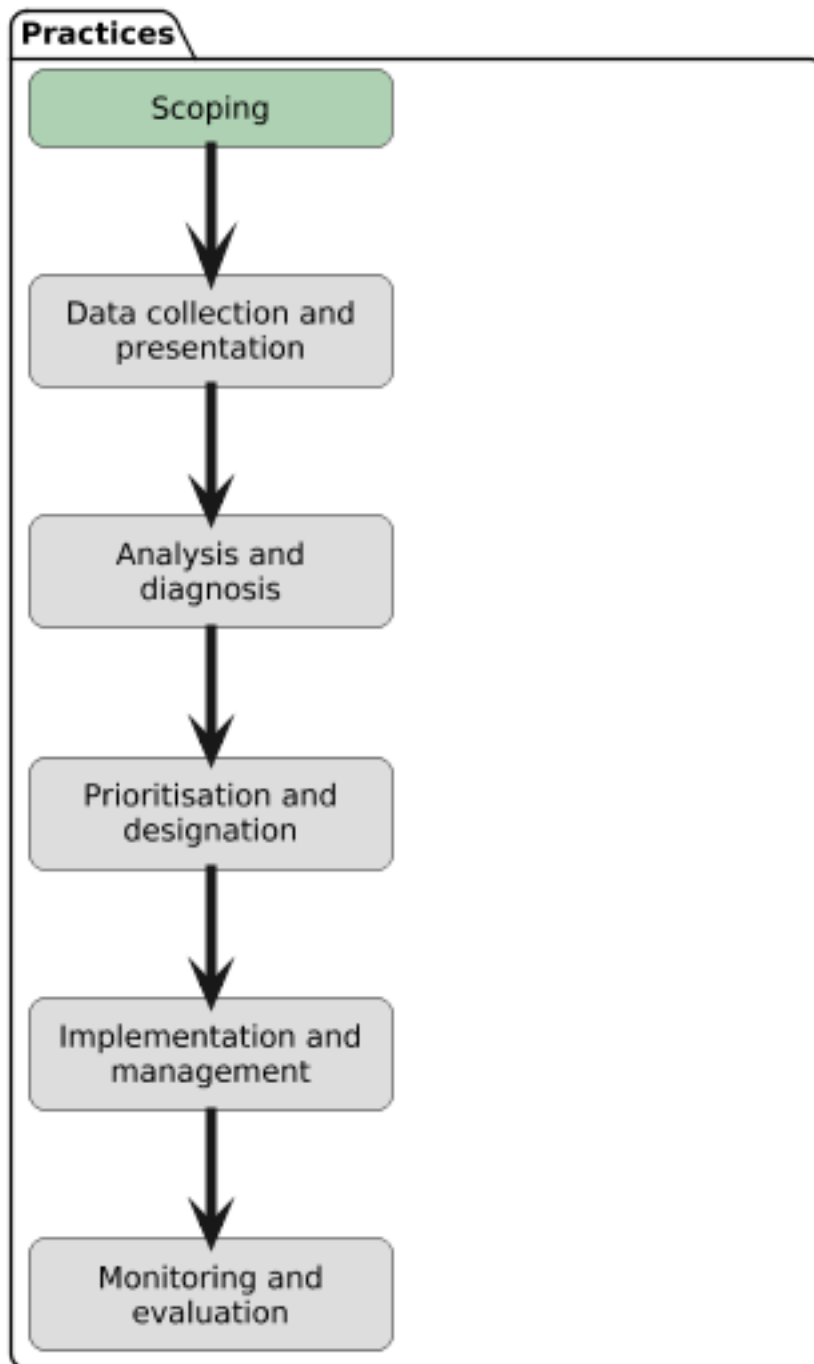 Practices
Scoping
Data collection and
presentation
Analysis and
diagnosis
Prioritisation and
designation
Implementation and
management
Monitoring and
evaluation